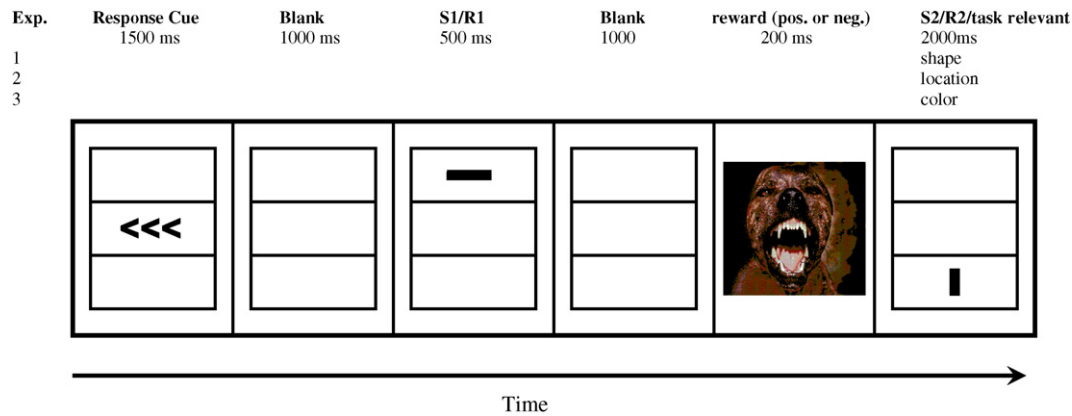 Exp. Response Cue Blank S1/R1 Blank reward (pos. or neg.) S2/R2/task relevant
1500 ms 1000 ms 500 ms 1000 200 ms 2000ms
1 shape
2 location
3 color
<<<
Time